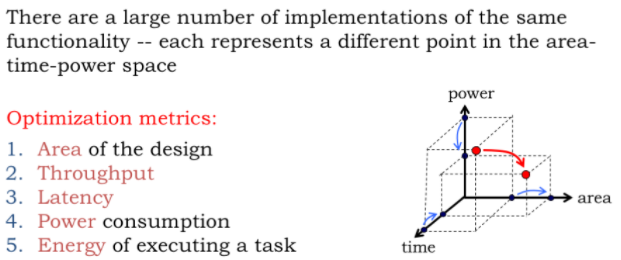 There are a large number of implementations of the same
functionality -- each represents a different point in the area-
time-power space
Optimization metrics:
1. Area of the design
2. Throughput
3. Latency
4. Power consumption
5. Energy of executing a task
power
area
time